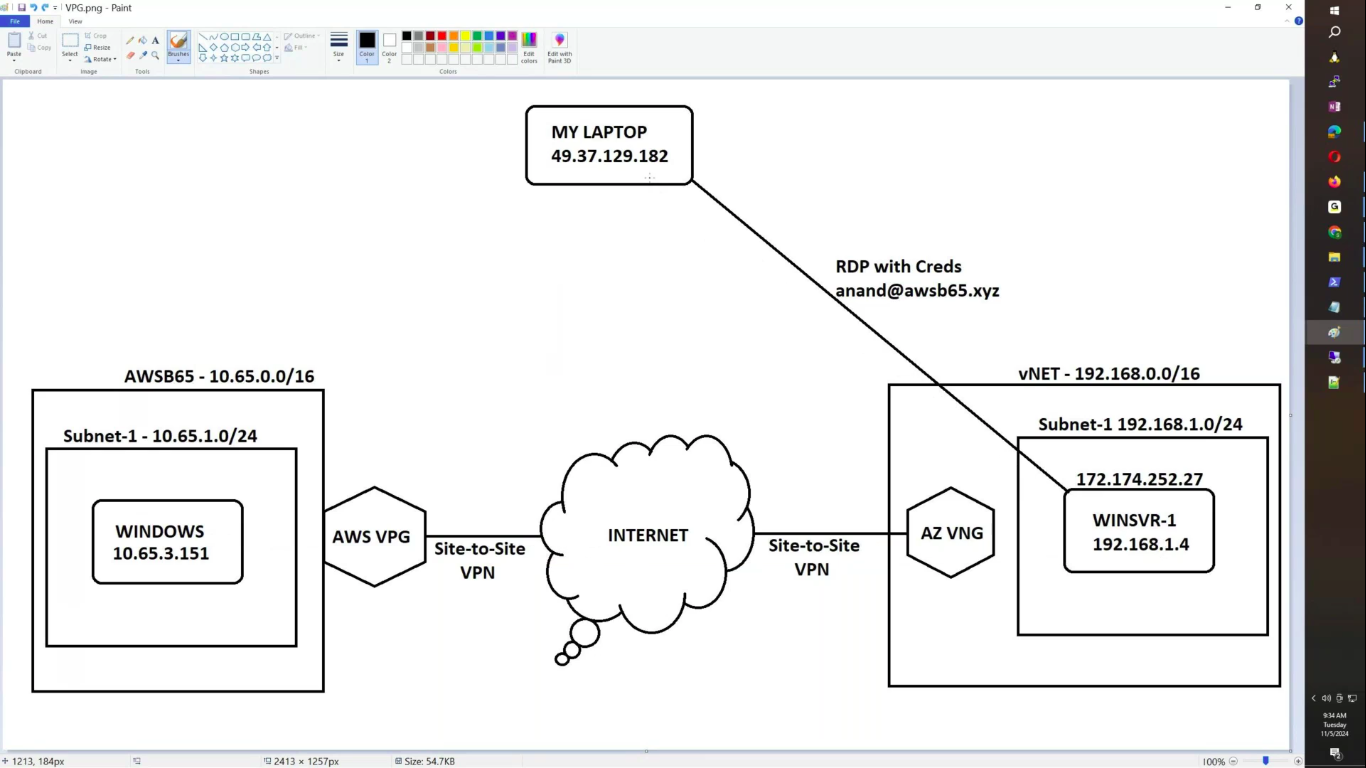 VPG.png - Paint
File
Home
View
Paste
Cut
Copy
Clipboard
Select
Crop
Resize
Rotate
Image
Tools
Brushes
Shapes
Outline
Fill
Size
Color
1
Color
2
Edit
colors
Edit with
Paint 3D
Colors
MY LAPTOP
49.37.129.182
RDP with Creds
anand@awsb65.xyz
AWSB65 - 10.65.0.0/16
Subnet-1 - 10.65.1.0/24
WINDOWS
10.65.3.151
AWS VPG
Site-to-Site
VPN
INTERNET
Site-to-Site
VPN
vNET - 192.168.0.0/16
Subnet-1 192.168.1.0/24
172.174.252.27
AZ VNG
WINSVR-1
192.168.1.4
1213, 184px
2413 × 1257px
Size: 54.7KB
100%
9:34 AM
Tuesday
11/5/2024